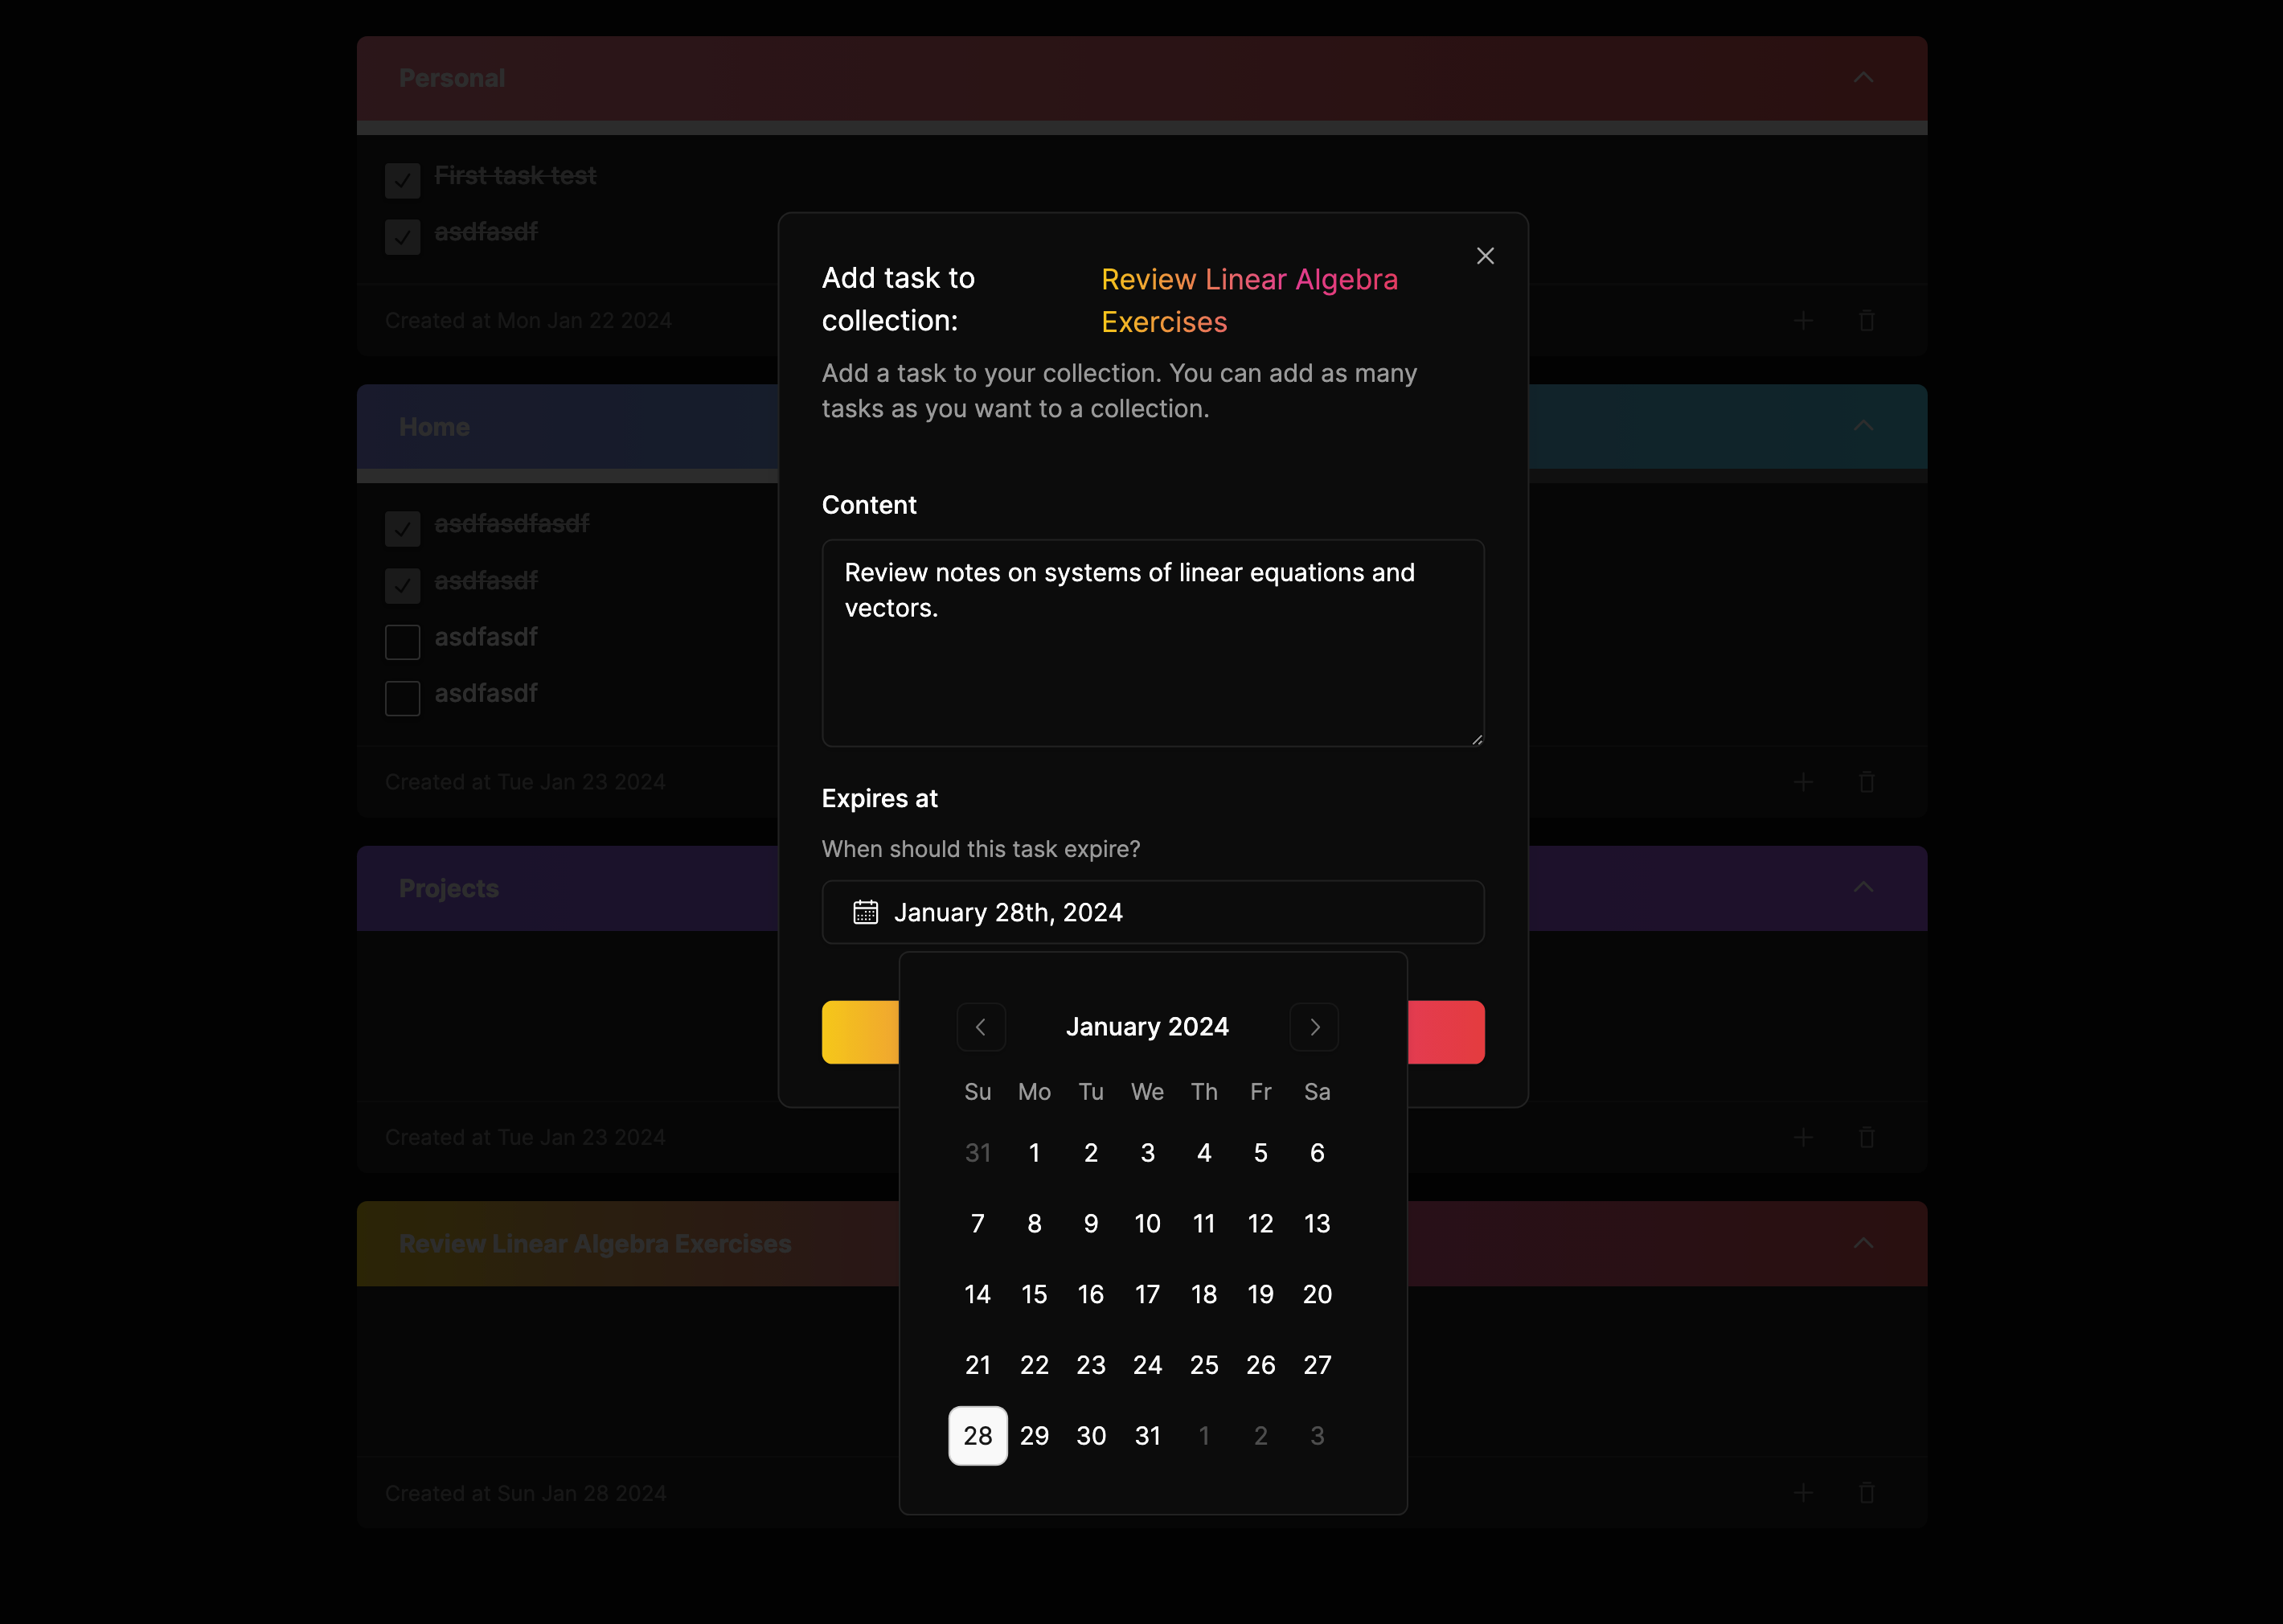 Personal
First task test
asdfasdf
Created at Mon Jan 22 2024
Home
asdfasdfasdf
asdfasdf
asdfasdf
asdfasdf
Created at Tue Jan 23 2024
Projects
Created at Tue Jan 23 2024
Review Linear Algebra Exercises
Created at Sun Jan 28 2024
Add task to
collection:
Review Linear Algebra
Exercises
Add a task to your collection. You can add as many
tasks as you want to a collection.
Content
Review notes on systems of linear equations and
vectors.
Expires at
When should this task expire?
January 28th, 2024
January 2024
Su Mo Tu We Th Fr Sa
31 1 2 3 4 5 6
7 8 9 10 11 12 13
14 15 16 17 18 19 20
21 22 23 24 25 26 27
28 29 30 31 1 2 3